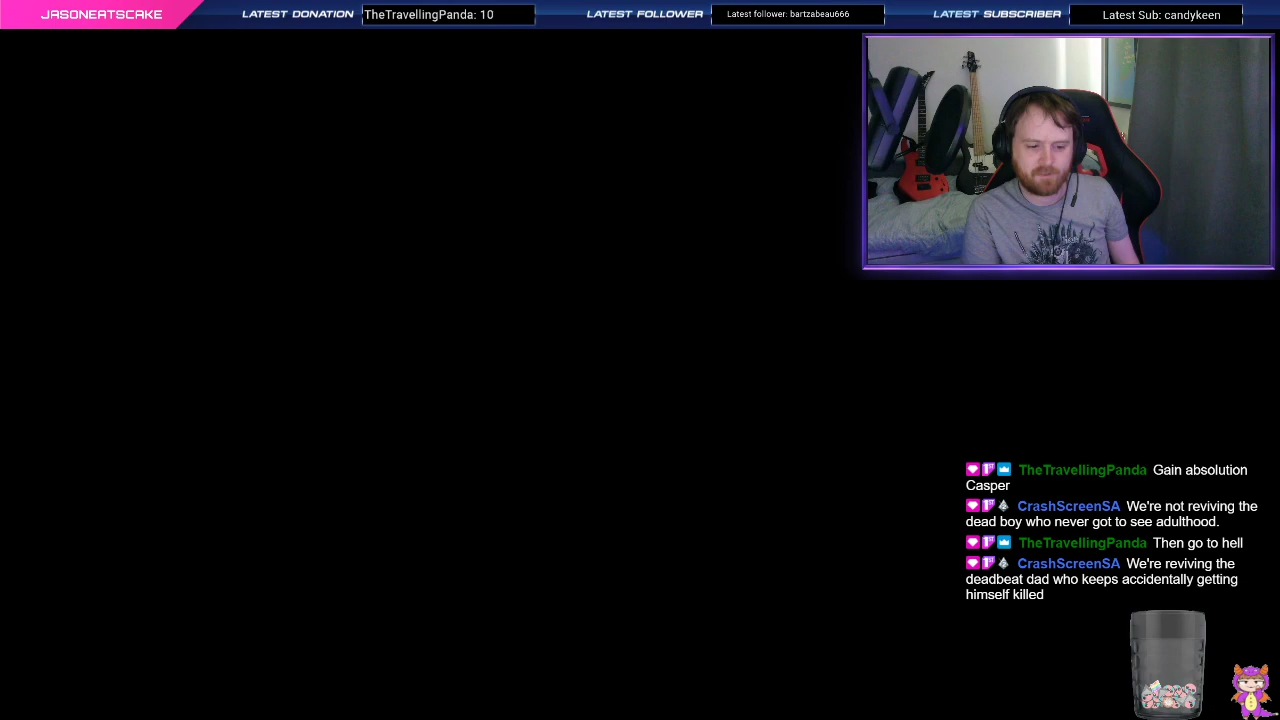 JASONEATSCAKE
LATEST DONATION
TheTravellingPanda: 10
LATEST FOLLOWER
Latest follower: bartzabeau666
LATEST SUBSCRIBER
Latest Sub: candykeen
TheTravellingPanda Gain absolution
Casper
CrashScreenSA We're not reviving the
dead boy who never got to see adulthood.
TheTravellingPanda Then go to hell
CrashScreenSA We're reviving the
deadbeat dad who keeps accidentally getting
himself killed